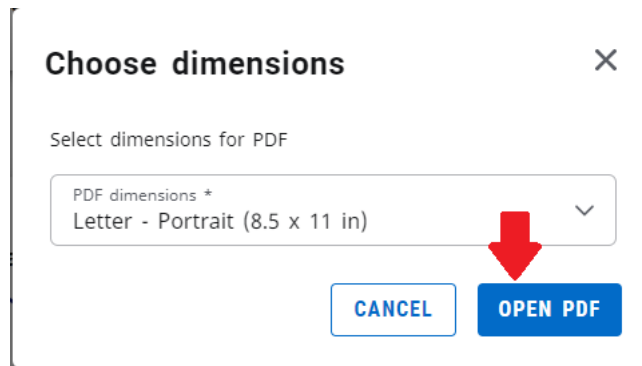 Choose dimensions
Select dimensions for PDF
PDF dimensions *
Letter - Portrait (8.5 x 11 in)
CANCEL
OPEN PDF